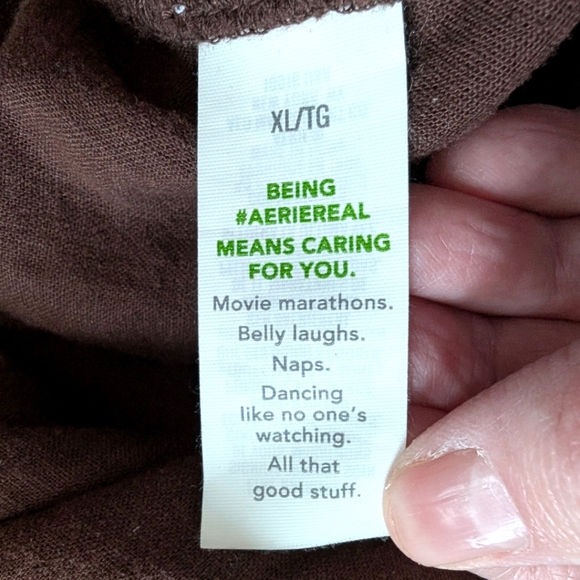 XL/TG
BEING
#AERIEREAL
MEANS CARING
FOR YOU.
Movie marathons.
Belly laughs.
Naps.
Dancing
like no one's
watching.
All that
good stuff.